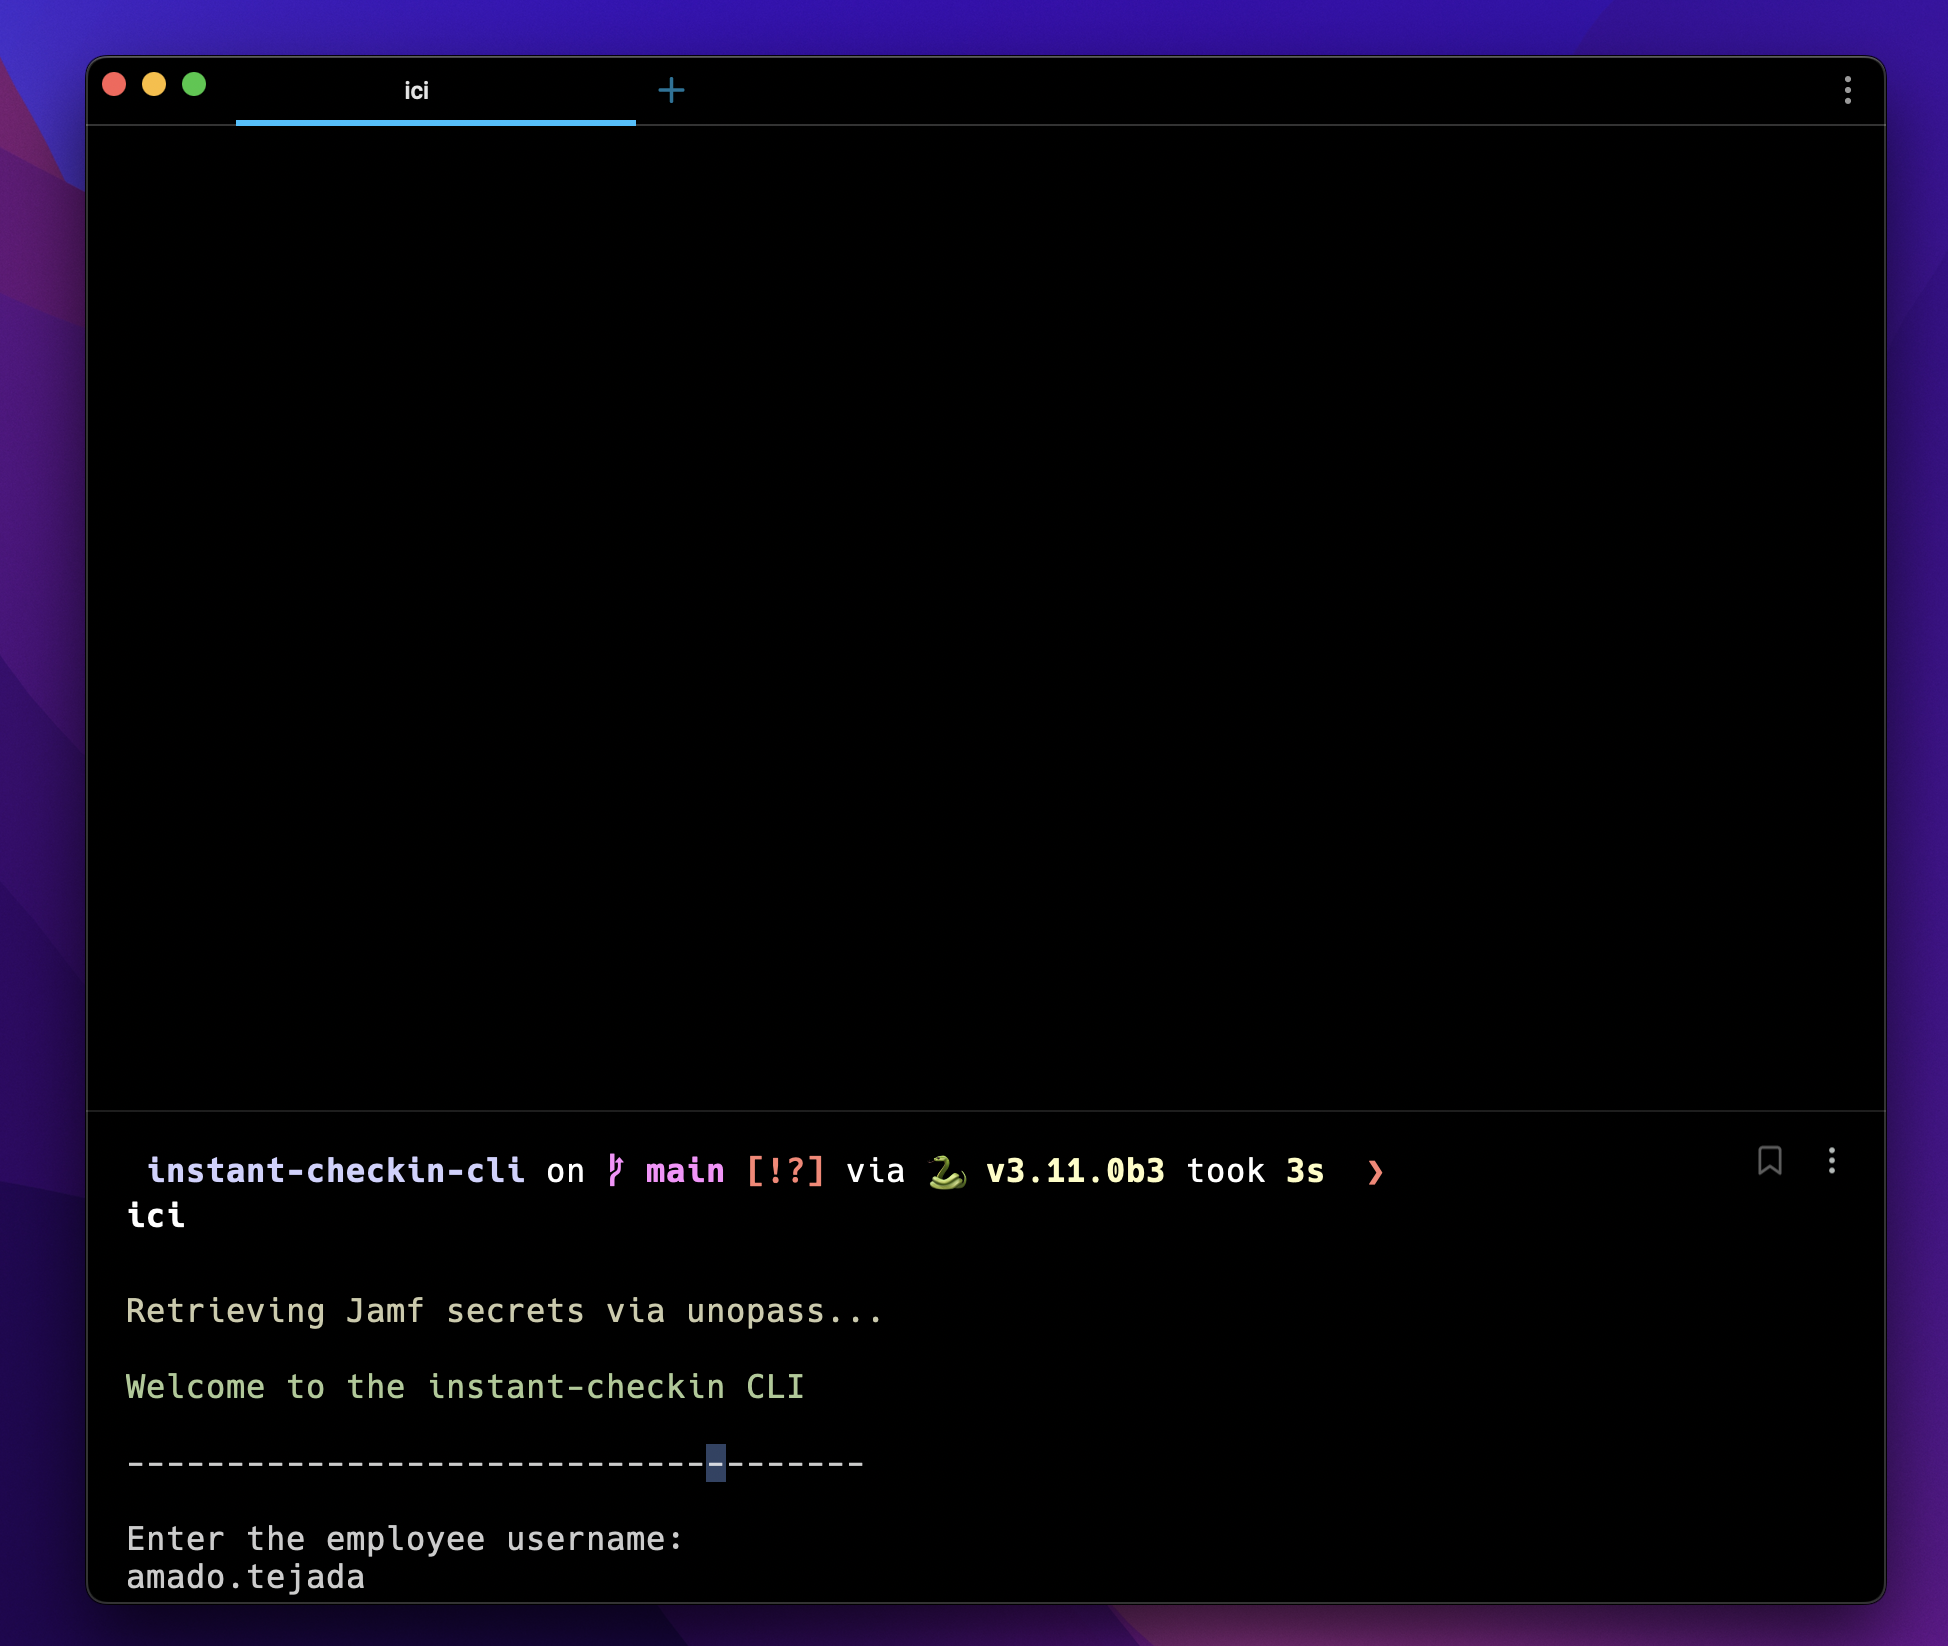 ici
instant-checkin-cli on main [!?] via 🐍 v3.11.0b3 took 3s ❯
ici
Retrieving Jamf secrets via unopass...
Welcome to the instant-checkin CLI
-------------------------------------
Enter the employee username:
amado.tejada